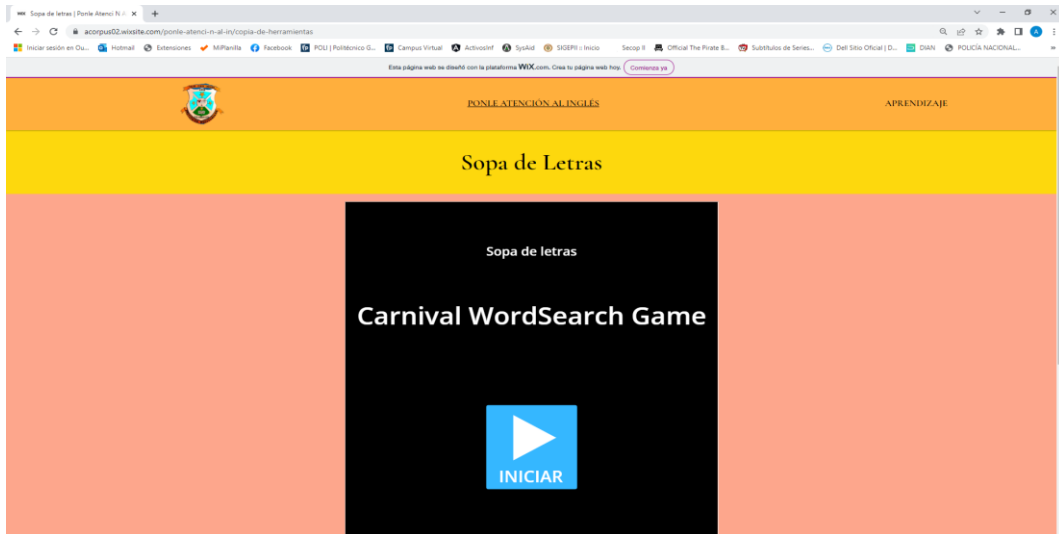 Sopa de letras | Ponle Atenci N A
acorpus02.wixsite.com/ponle-atenci-n-al-in/copia-de-herramientas
Iniciar sesión en Ou... Hotmail Extensiones MiPlanilla Facebook POLI | Politécnico G... Campus Virtual ActivosInf SysAid SIGEPII :: Inicio Secop II Official The Pirate B... Subtítulos de Series... Dell Sitio Oficial | D... DIAN POLICÍA NACIONAL...
Esta página web se diseñó con la plataforma WiX.com. Crea tu página web hoy. Comienza ya
PONLE ATENCIÓN AL INGLÉS APRENDIZAJE
Sopa de Letras
Sopa de letras
Carnival WordSearch Game
INICIAR